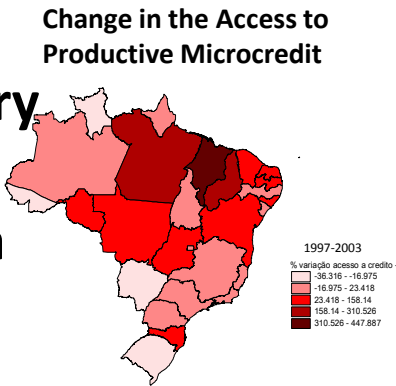 Change in the Access to
Productive Microcredit
ry
1997-2003
% variação acesso a credito -
-36.316 - -16.975
-16.975 - 23.418
23.418 - 158.14
158.14 - 310.526
310.526 - 447.887